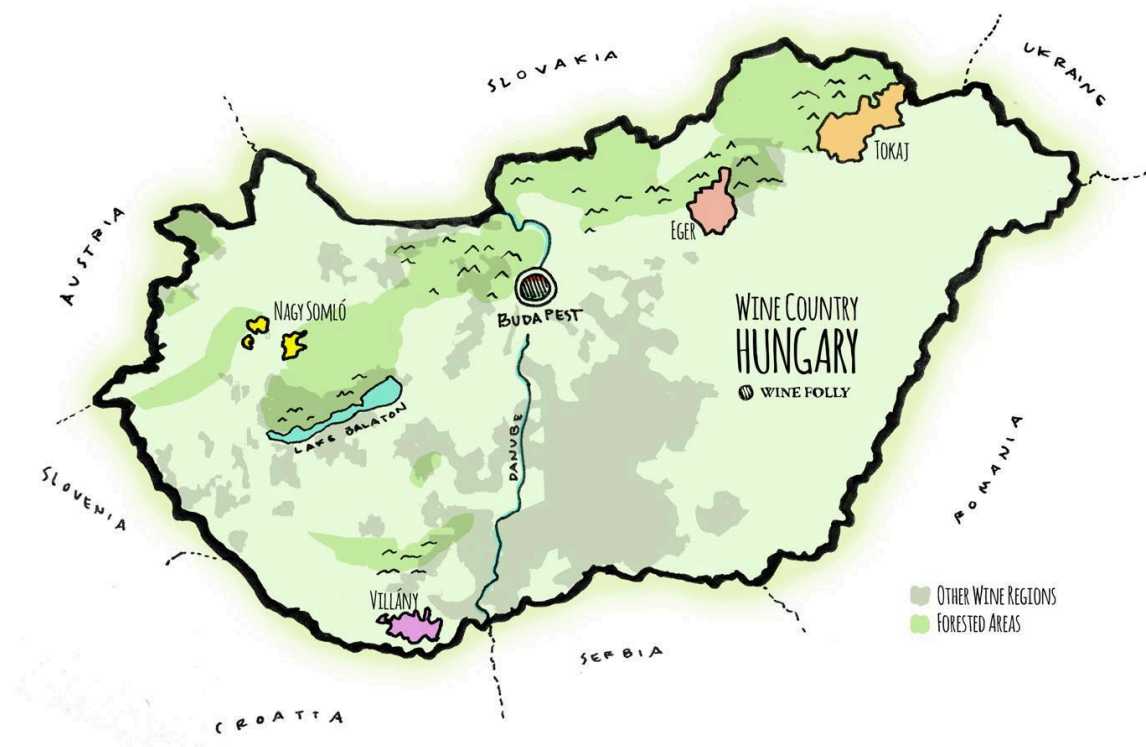 SLOVAKIA
UKRAINE
TOKAJ
EGER
AUSTRIA
NAGY SOMLÓ
BUDAPEST
WINE COUNTRY
HUNGARY
WINE FOLLY
LAKE BALATON
DANUBE
SLOVENIA
ROMANIA
VILLÁNY
OTHER WINE REGIONS
FORESTED AREAS
SERBIA
CROATIA